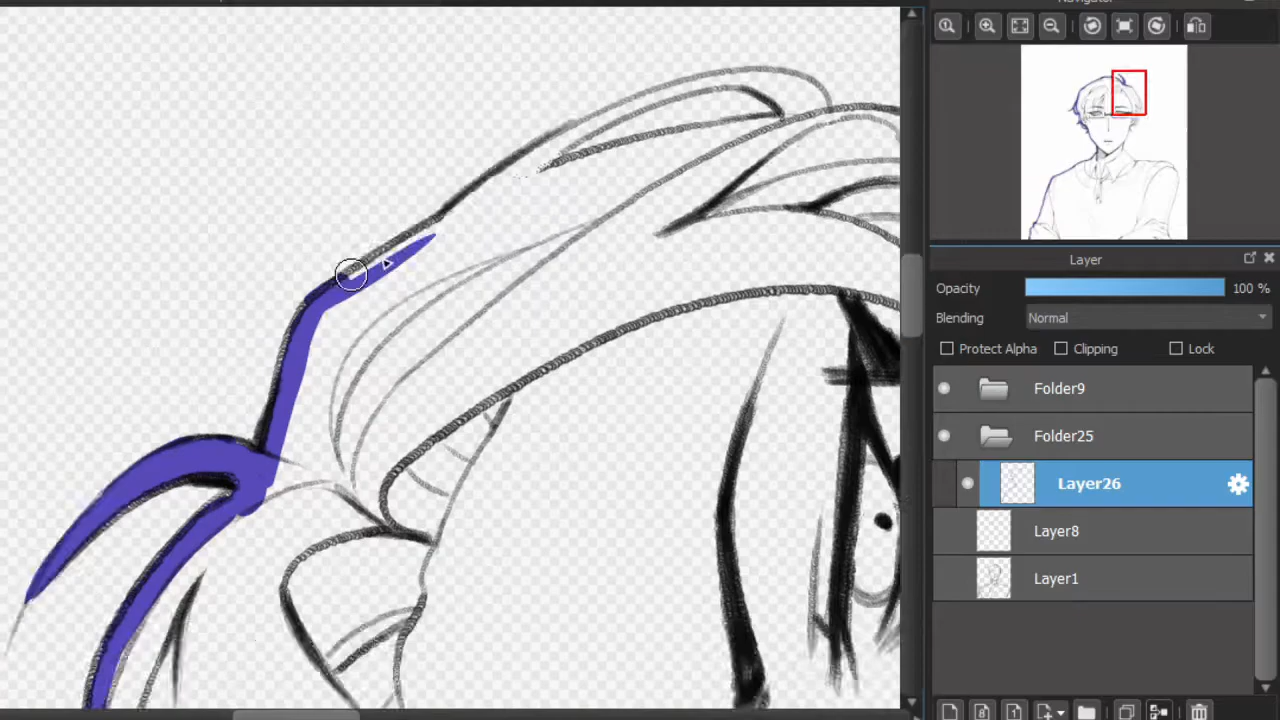 Navigator
Layer
Opacity 100 %
Blending Normal
Protect Alpha Clipping Lock
Folder9
Folder25
Layer26
Layer8
Layer1